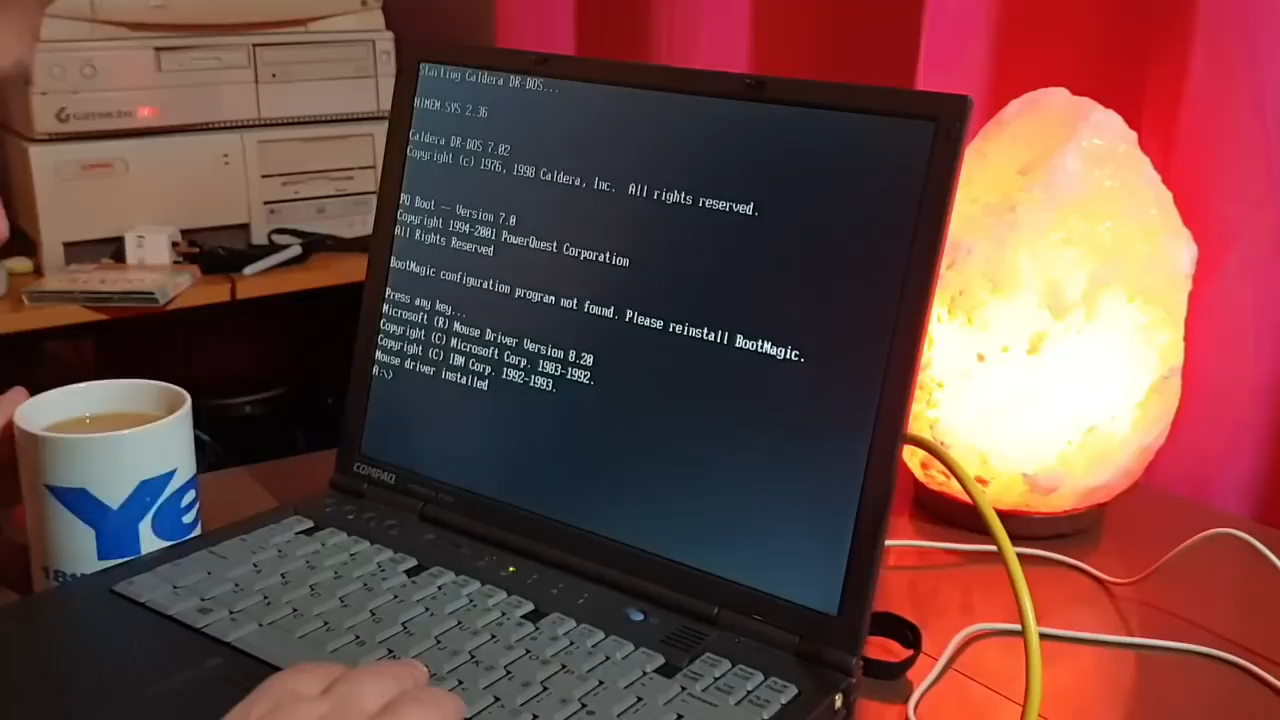 Starting Caldera DR-DOS...
HIMEM.SYS 2.36
Caldera DR-DOS 7.02
Copyright (c) 1976, 1998 Caldera, Inc.  All rights reserved.
PQ Boot -- Version 7.0
Copyright 1994-2001 PowerQuest Corporation
All Rights Reserved
BootMagic configuration program not found. Please reinstall BootMagic.
Press any key...
Microsoft (R) Mouse Driver Version 8.20
Copyright (C) Microsoft Corp. 1983-1992.
Copyright (C) IBM Corp. 1992-1993.
Mouse driver installed
A:\>
COMPAQ
Ye